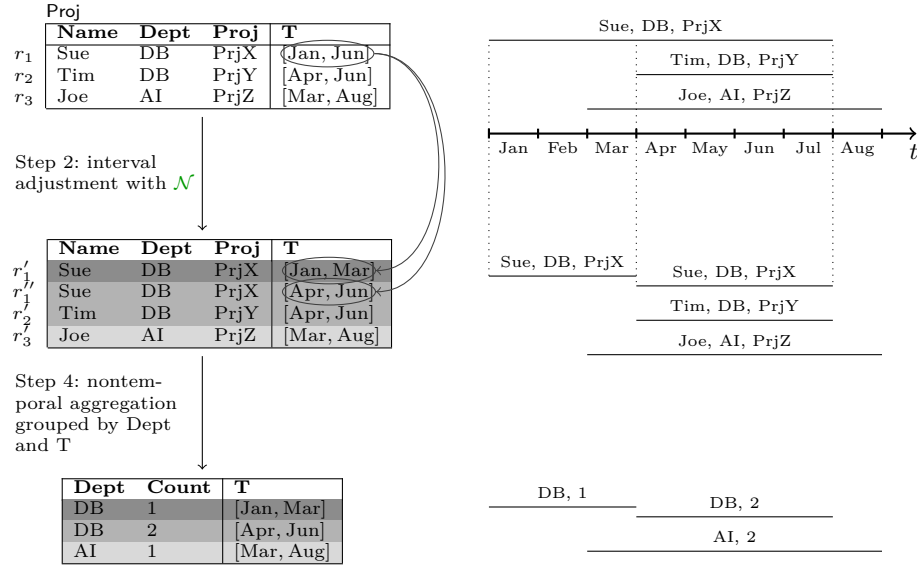 Proj
Name Dept Proj T
r1 Sue DB PrjX [Jan, Jun]
r2 Tim DB PrjY [Apr, Jun]
r3 Joe AI PrjZ [Mar, Aug]
Step 2: interval
adjustment with N
Name Dept Proj T
r′1 Sue DB PrjX [Jan, Mar]
r′′1 Sue DB PrjX [Apr, Jun]
r′2 Tim DB PrjY [Apr, Jun]
r′3 Joe AI PrjZ [Mar, Aug]
Step 4: nontem-
poral aggregation
grouped by Dept
and T
Dept Count T
DB 1 [Jan, Mar]
DB 2 [Apr, Jun]
AI 1 [Mar, Aug]
Sue, DB, PrjX
Tim, DB, PrjY
Joe, AI, PrjZ
Jan Feb Mar Apr May Jun Jul Aug t
Sue, DB, PrjX
Sue, DB, PrjX
Tim, DB, PrjY
Joe, AI, PrjZ
DB, 1
DB, 2
AI, 2